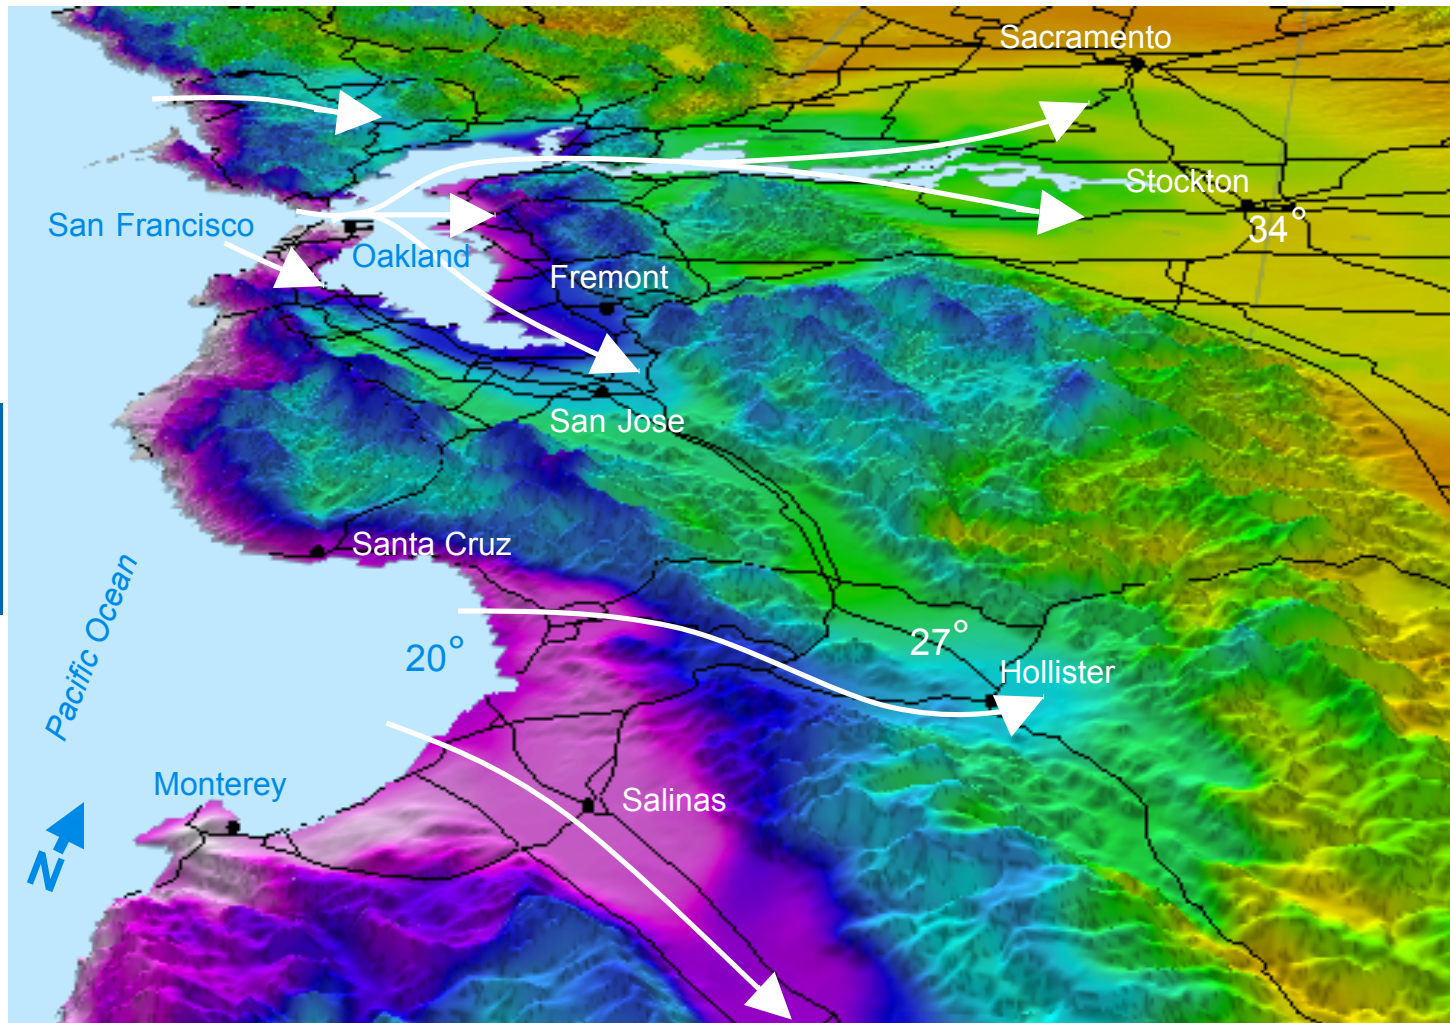 Sacramento
Stockton
34°
San Francisco
Oakland
Fremont
San Jose
Santa Cruz
Pacific Ocean
20°
27°
Hollister
Monterey
Salinas
N